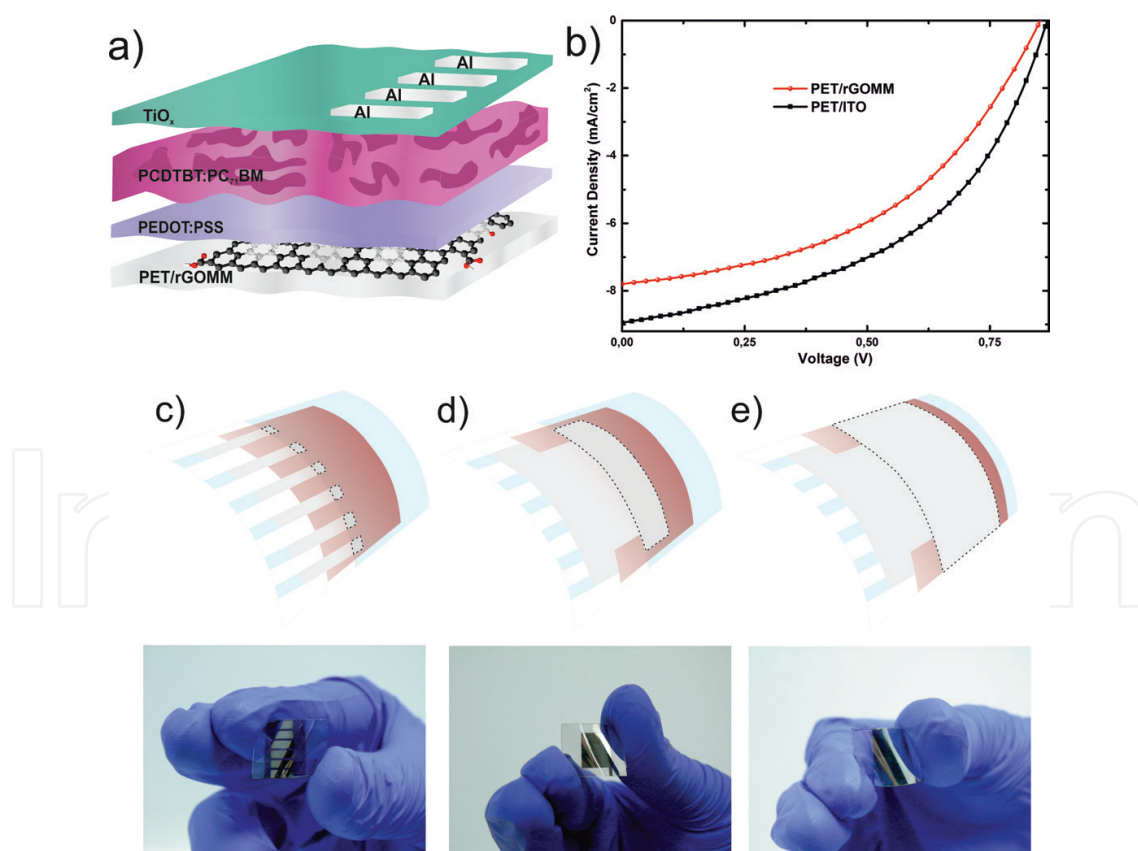 a)
Al
Al
Al
Al
TiOₓ
PCDTBT:PC₇₁BM
PEDOT:PSS
PET/rGOMM
b)
PET/rGOMM
PET/ITO
Current Density (mA/cm²)
0
-2
-4
-6
-8
0,00
0,25
0,50
0,75
Voltage (V)
c)
d)
e)